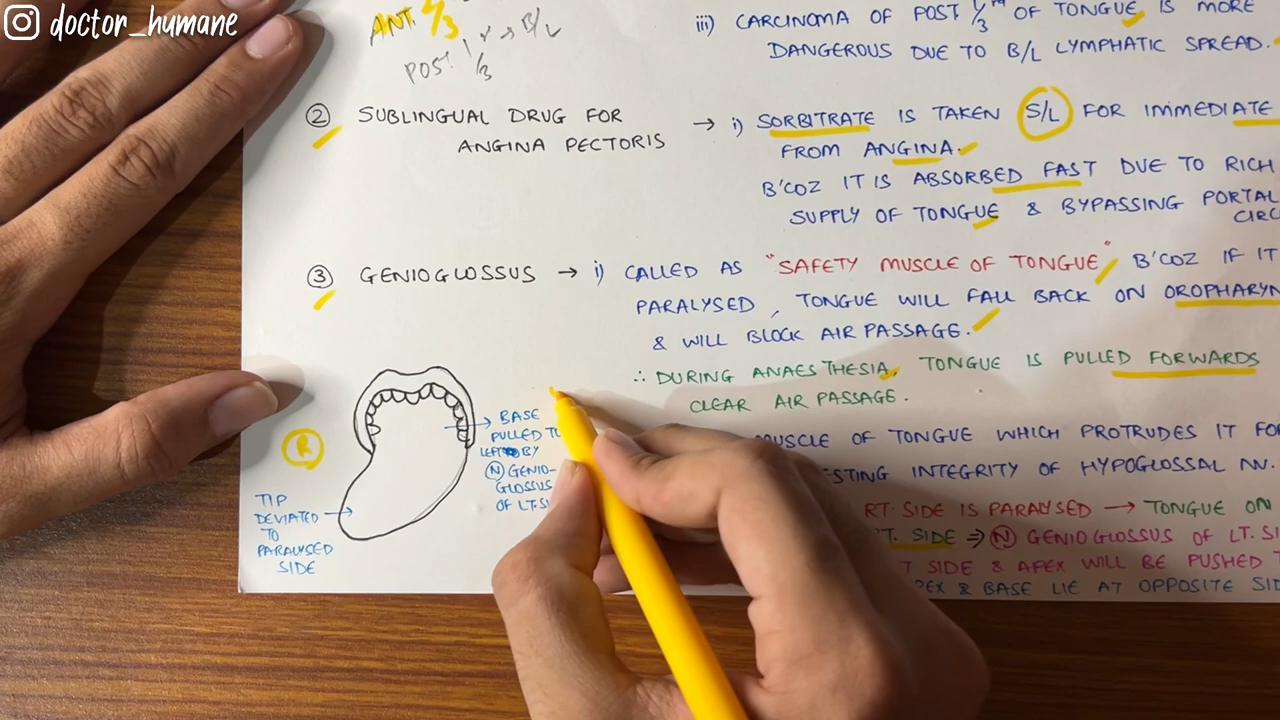 doctor_humane
ANT. 2/3
POST. 1/3 → B/L
iii) CARCINOMA OF POST 1/3rd OF TONGUE IS MORE
DANGEROUS DUE TO B/L LYMPHATIC SPREAD.
② SUBLINGUAL DRUG FOR
ANGINA PECTORIS
→ i) SORBITRATE IS TAKEN S/L FOR IMMEDIATE
FROM ANGINA.
B'COZ IT IS ABSORBED FAST DUE TO RICH
SUPPLY OF TONGUE & BYPASSING PORTAL
CIRC
③ GENIOGLOSSUS → i) CALLED AS "SAFETY MUSCLE OF TONGUE" B'COZ IF IT
PARALYSED, TONGUE WILL FALL BACK ON OROPHARYN
& WILL BLOCK AIR PASSAGE.
∴ DURING ANAESTHESIA, TONGUE IS PULLED FORWARDS
CLEAR AIR PASSAGE.
MUSCLE OF TONGUE WHICH PROTRUDES IT FO
ESTING INTEGRITY OF HYPOGLOSSAL NV.
RT. SIDE IS PARALYSED → TONGUE ON
RT. SIDE ⇒ Ⓝ GENIOGLOSSUS OF LT. SI
T SIDE & APEX WILL BE PUSHED T
PEX & BASE LIE AT OPPOSITE SID
Ⓡ
→ BASE
PULLED TO
LEFT BY
Ⓝ GENIO-
GLOSSUS
OF LT. SI
TIP
DEVIATED →
TO
PARALYSED
SIDE